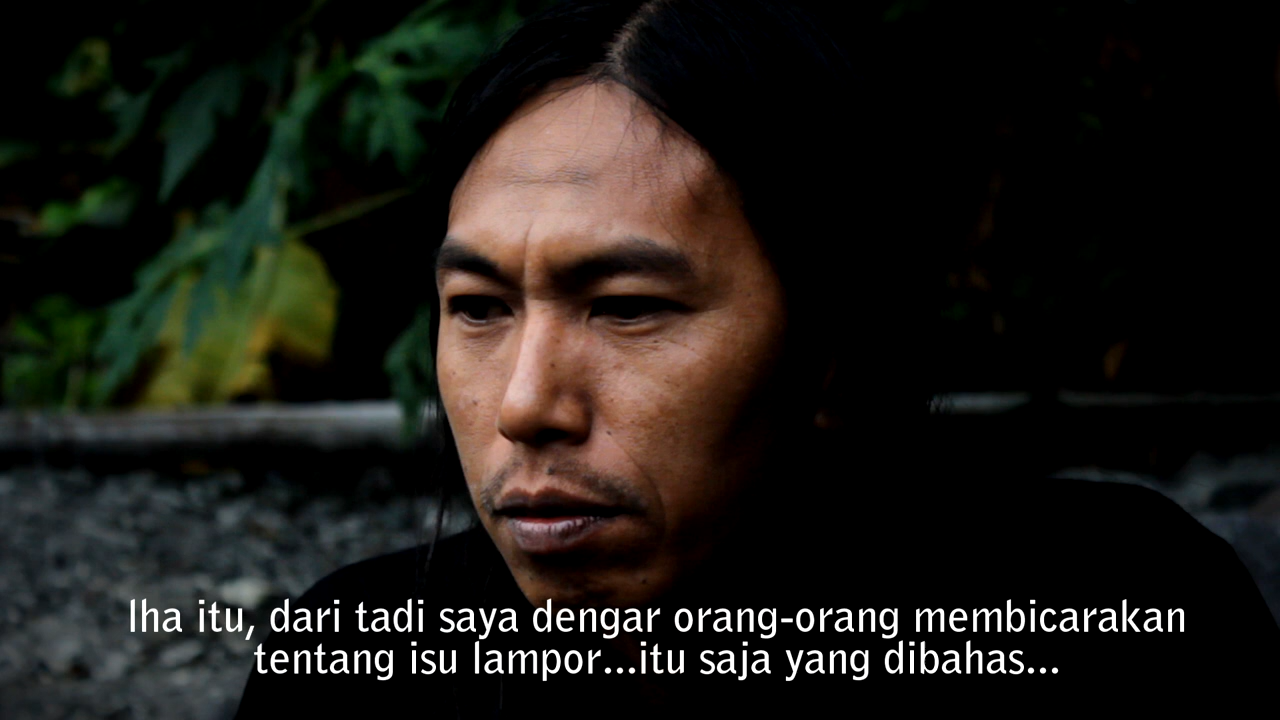 lha itu, dari tadi saya dengar orang-orang membicarakan
tentang isu lampor...itu saja yang dibahas...